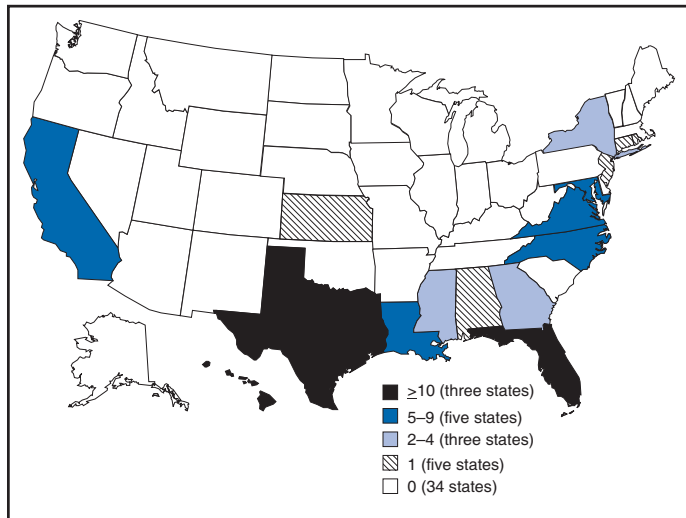 ≥10 (three states)
5–9 (five states)
2–4 (three states)
1 (five states)
0 (34 states)